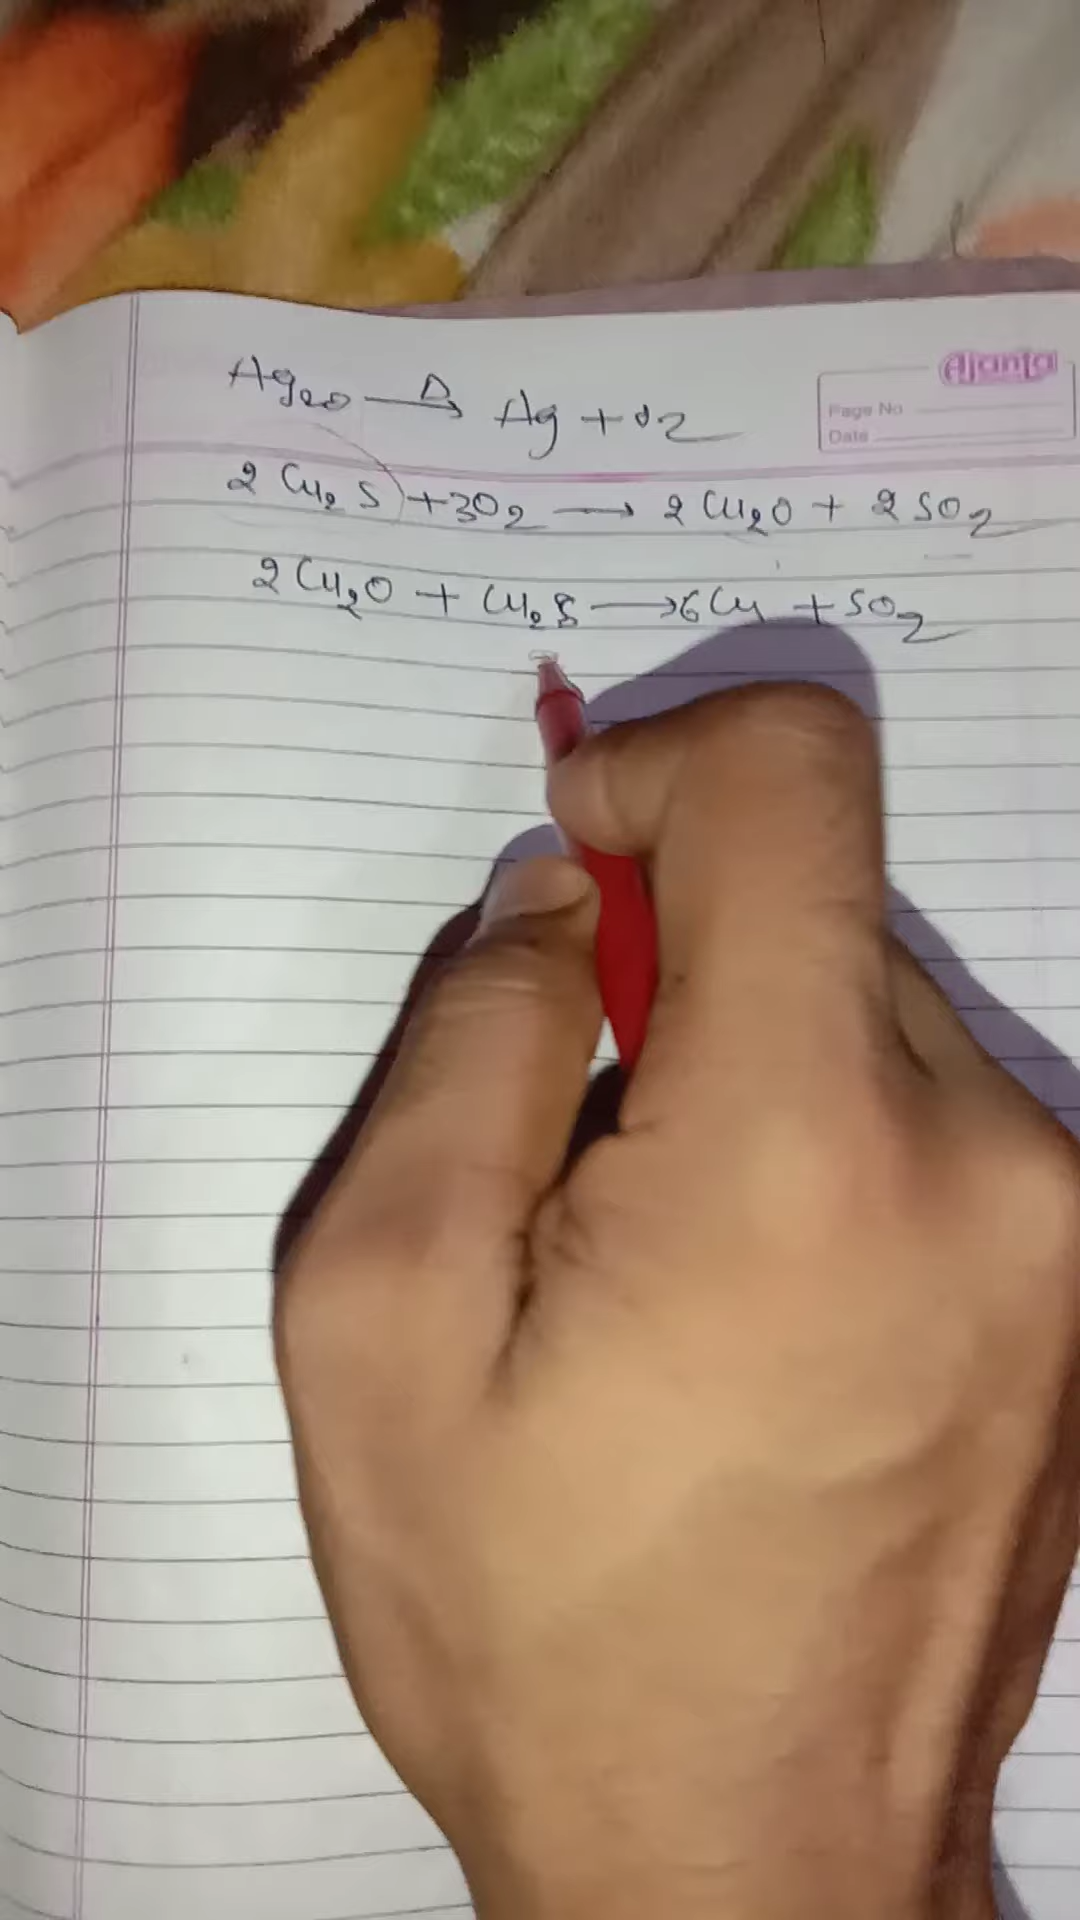 Ag₂O →Δ Ag + O₂
Ajanta
Page No
Date
2 Cu₂S + 3O₂ → 2 Cu₂O + 2 SO₂
2 Cu₂O + Cu₂S → 6 Cu + SO₂